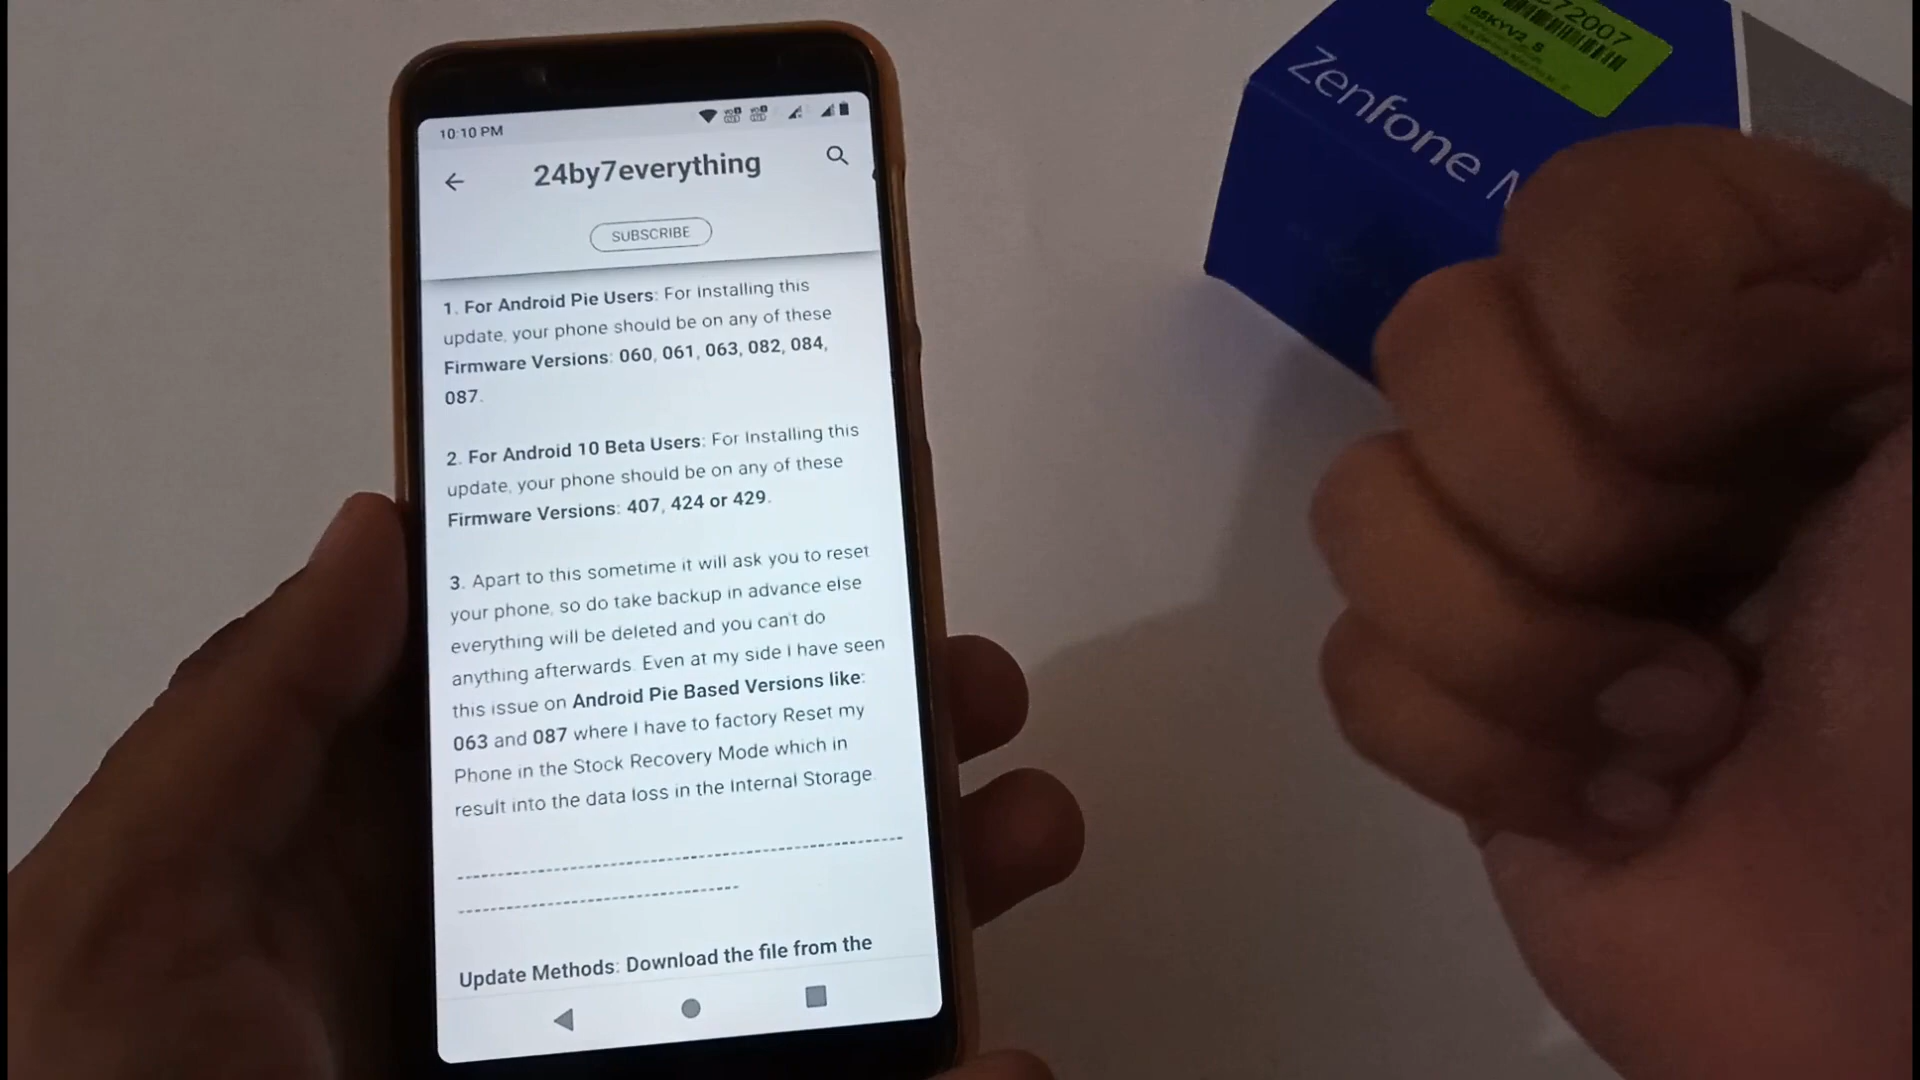 10:10 PM
24by7everything
SUBSCRIBE
1. For Android Pie Users: For Installing this
update, your phone should be on any of these
Firmware Versions: 060, 061, 063, 082, 084,
087.
2. For Android 10 Beta Users: For Installing this
update, your phone should be on any of these
Firmware Versions: 407, 424 or 429.
3. Apart to this sometime it will ask you to reset
your phone, so do take backup in advance else
everything will be deleted and you can't do
anything afterwards. Even at my side I have seen
this issue on Android Pie Based Versions like:
063 and 087 where I have to factory Reset my
Phone in the Stock Recovery Mode which in
result into the data loss in the Internal Storage.
Update Methods: Download the file from the
72007
05KYV2 S
Zenfone M